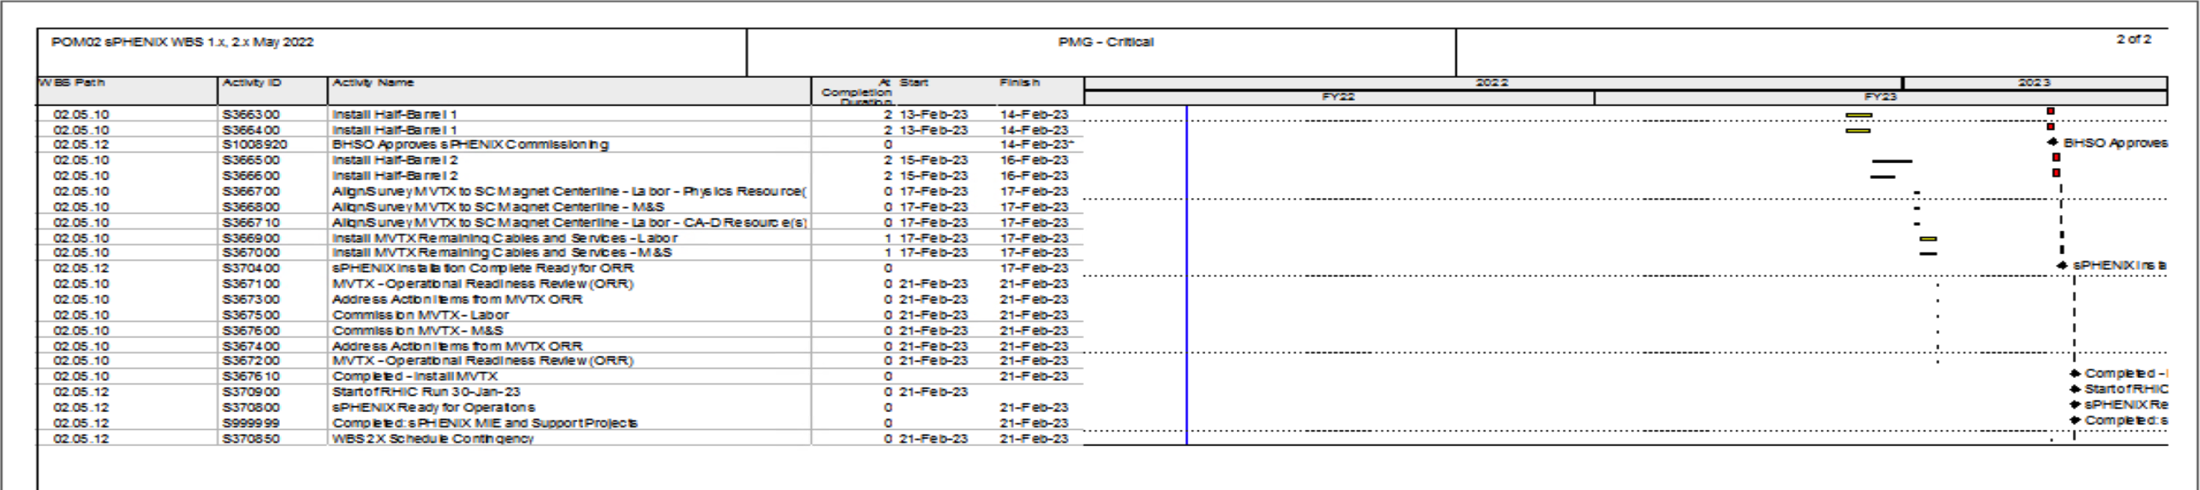 POM02 sPHENIX WBS 1.x, 2.x May 2022 PMG - Critical 2 of 2
WBS Path Activity ID Activity Name At Completion Duration Start Finish 2022 2023
FY22 FY23
02.05.10 S366300 Install Half-Barrel 1 2 13-Feb-23 14-Feb-23
02.05.10 S366400 Install Half-Barrel 1 2 13-Feb-23 14-Feb-23
02.05.12 S1008920 BHSO Approves sPHENIX Commissioning 0 14-Feb-23* BHSO Approves
02.05.10 S366500 Install Half-Barrel 2 2 15-Feb-23 16-Feb-23
02.05.10 S366600 Install Half-Barrel 2 2 15-Feb-23 16-Feb-23
02.05.10 S366700 Align/Survey MVTX to SC Magnet Centerline - Labor - Physics Resource( 0 17-Feb-23 17-Feb-23
02.05.10 S366800 Align/Survey MVTX to SC Magnet Centerline - M&S 0 17-Feb-23 17-Feb-23
02.05.10 S366710 Align/Survey MVTX to SC Magnet Centerline - Labor - CA-D Resource(s) 0 17-Feb-23 17-Feb-23
02.05.10 S366900 Install MVTX Remaining Cables and Services - Labor 1 17-Feb-23 17-Feb-23
02.05.10 S367000 Install MVTX Remaining Cables and Services - M&S 1 17-Feb-23 17-Feb-23
02.05.12 S370400 sPHENIX Installation Complete Ready for ORR 0 17-Feb-23 sPHENIX Insta
02.05.10 S367100 MVTX - Operational Readiness Review (ORR) 0 21-Feb-23 21-Feb-23
02.05.10 S367300 Address Action Items from MVTX ORR 0 21-Feb-23 21-Feb-23
02.05.10 S367500 Commission MVTX - Labor 0 21-Feb-23 21-Feb-23
02.05.10 S367600 Commission MVTX - M&S 0 21-Feb-23 21-Feb-23
02.05.10 S367400 Address Action Items from MVTX ORR 0 21-Feb-23 21-Feb-23
02.05.10 S367200 MVTX - Operational Readiness Review (ORR) 0 21-Feb-23 21-Feb-23
02.05.10 S367610 Completed - Install MVTX 0 21-Feb-23 Completed - I
02.05.12 S370900 Start of RHIC Run 30-Jan-23 0 21-Feb-23 Start of RHIC
02.05.12 S370800 sPHENIX Ready for Operations 0 21-Feb-23 sPHENIX Re
02.05.12 S999999 Completed: sPHENIX MIE and Support Projects 0 21-Feb-23 Completed: s
02.05.12 S370850 WBS 2.X Schedule Contingency 0 21-Feb-23 21-Feb-23